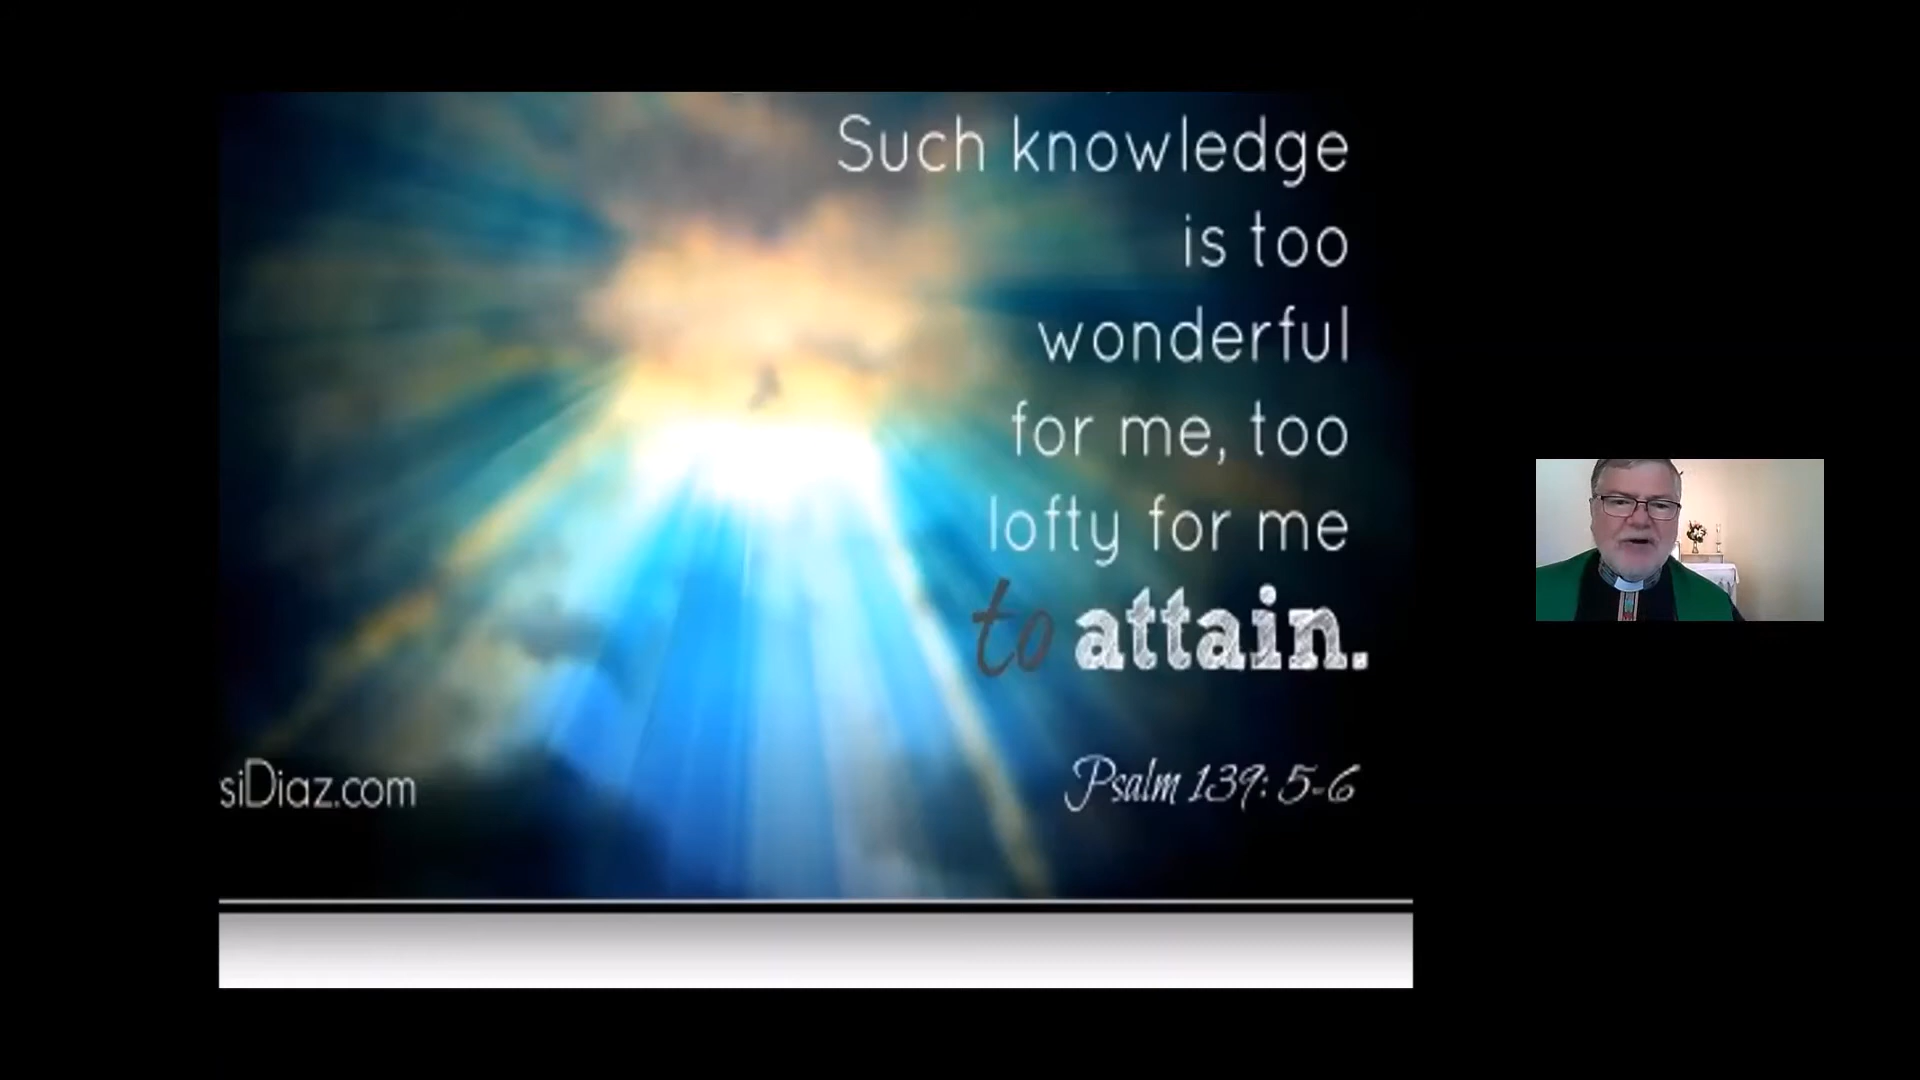 Such knowledge
is too
wonderful
for me, too
lofty for me
to attain.
siDiaz.com
Psalm 139: 5-6